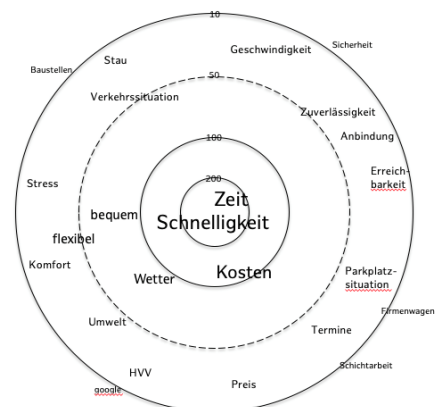 10
Geschwindigkeit
Sicherheit
Stau
Baustellen
50
Verkehrssituation
Zuverlässigkeit
Anbindung
100
Erreich-
barkeit
200
Stress
Zeit
bequem
Schnelligkeit
flexibel
Komfort
Wetter
Kosten
Parkplatz-
situation
Firmenwagen
Umwelt
Termine
Schichtarbeit
HVV
google
Preis